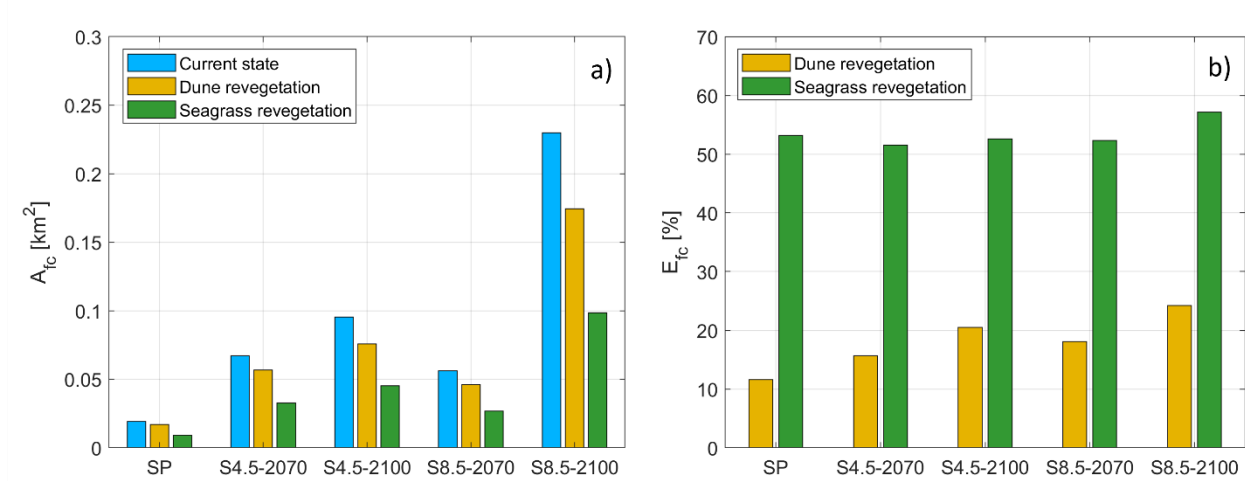 0.3
0.25
0.2
0.15
0.1
0.05
0
A_fc [km^2]
Current state
Dune revegetation
Seagrass revegetation
a)
SP S4.5-2070 S4.5-2100 S8.5-2070 S8.5-2100
70
60
50
40
30
20
10
0
E_fc [%]
Dune revegetation
Seagrass revegetation
b)
SP S4.5-2070 S4.5-2100 S8.5-2070 S8.5-2100